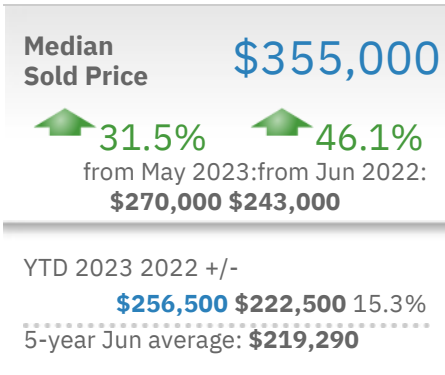 Median
Sold Price
$355,000
31.5% 46.1%
from May 2023:from Jun 2022:
$270,000 $243,000
YTD 2023 2022 +/-
$256,500 $222,500 15.3%
5-year Jun average: $219,290